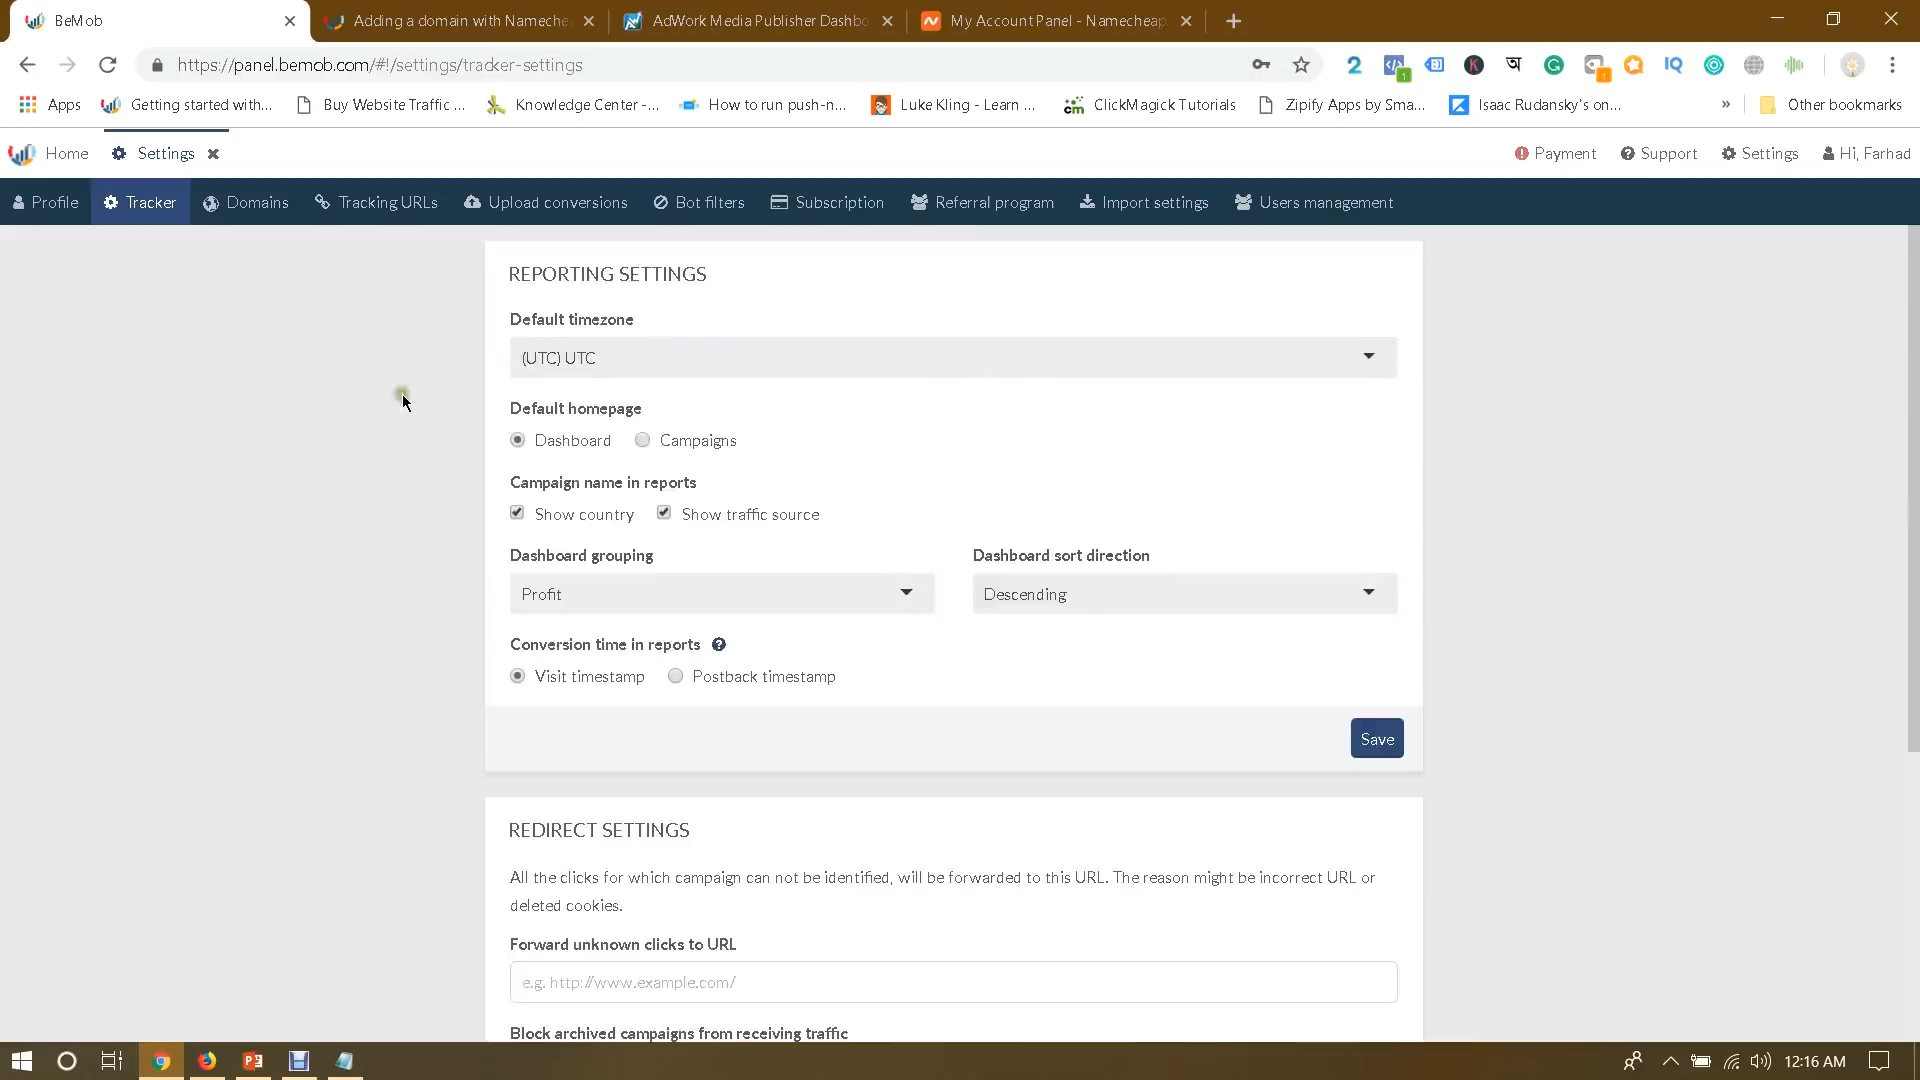 BeMob
Adding a domain with Nameche
AdWork Media Publisher Dashbo
My Account Panel - Namecheap
https://panel.bemob.com/#!/settings/tracker-settings
Apps
Getting started with...
Buy Website Traffic ...
Knowledge Center -...
How to run push-n...
Luke Kling - Learn ...
ClickMagick Tutorials
Zipify Apps by Sma...
Isaac Rudansky's on...
»
Other bookmarks
Home
Settings
Payment
Support
Settings
Hi, Farhad
Profile
Tracker
Domains
Tracking URLs
Upload conversions
Bot filters
Subscription
Referral program
Import settings
Users management
REPORTING SETTINGS
Default timezone
(UTC) UTC
Default homepage
Dashboard
Campaigns
Campaign name in reports
Show country
Show traffic source
Dashboard grouping
Dashboard sort direction
Profit
Descending
Conversion time in reports
Visit timestamp
Postback timestamp
Save
REDIRECT SETTINGS
All the clicks for which campaign can not be identified, will be forwarded to this URL. The reason might be incorrect URL or
deleted cookies.
Forward unknown clicks to URL
e.g. http://www.example.com/
Block archived campaigns from receiving traffic
12:16 AM